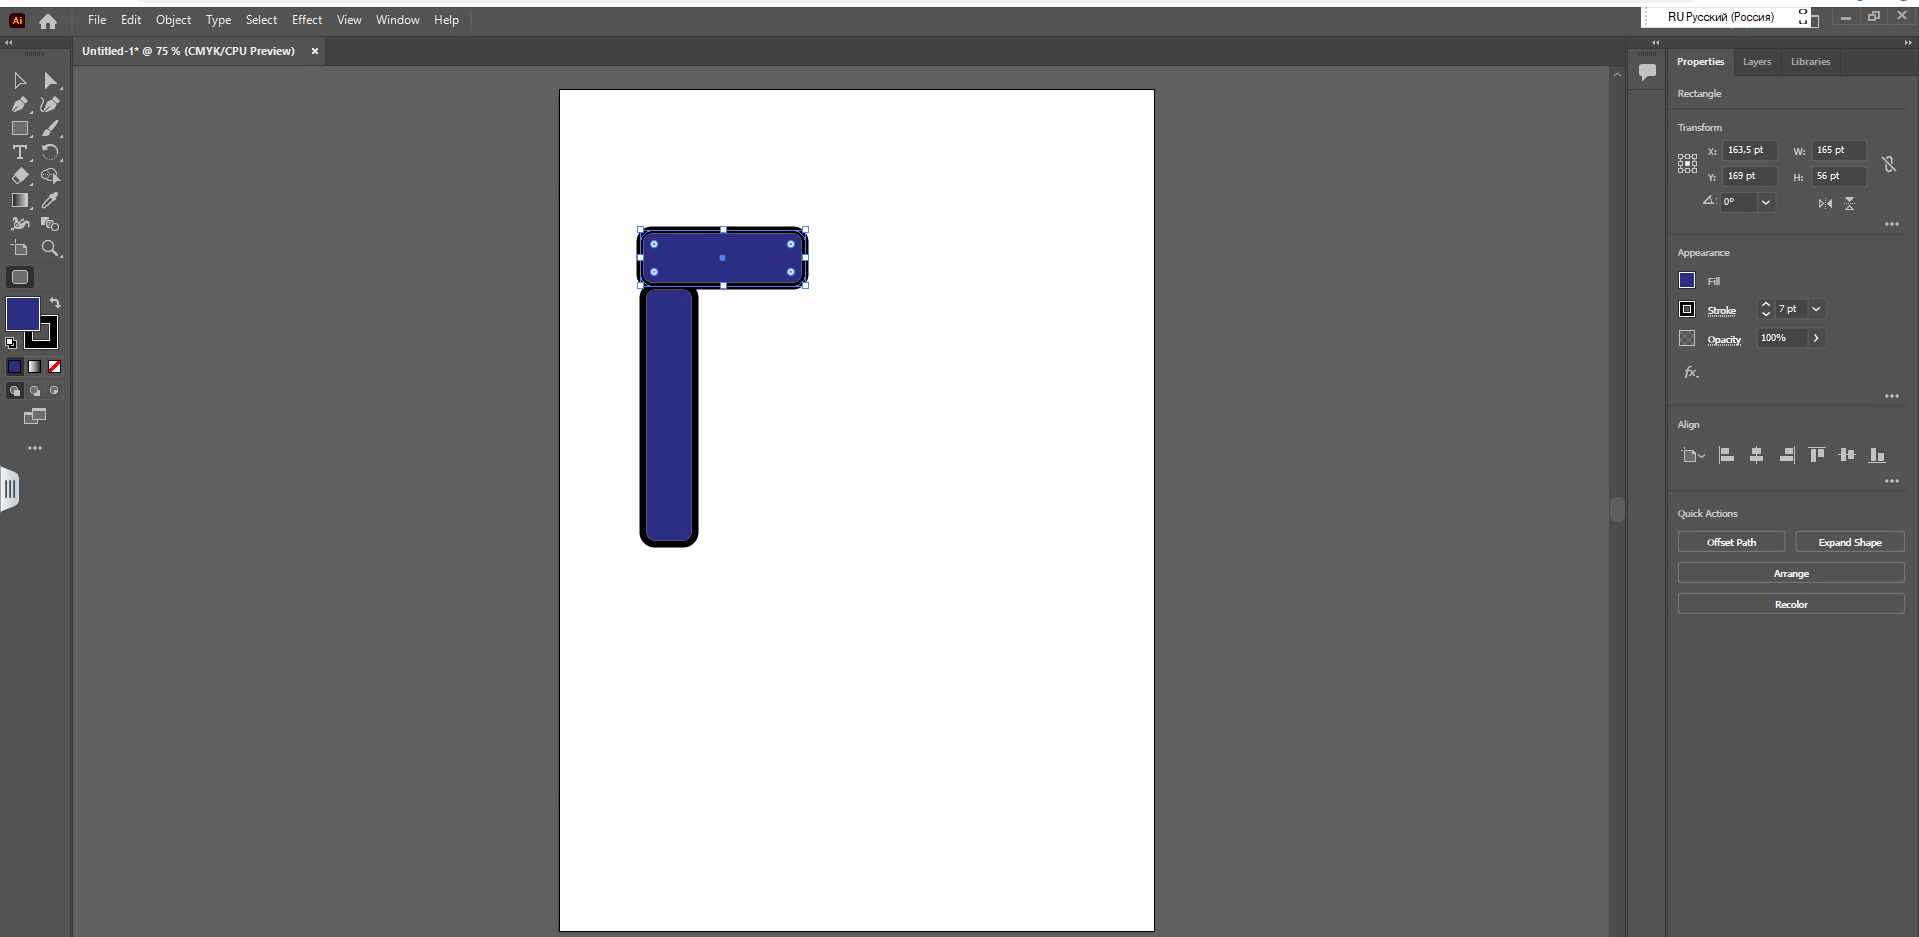 RU Русский (Россия)
Ai File Edit Object Type Select Effect View Window Help
Untitled-1* @ 75 % (CMYK/CPU Preview)
Properties Layers Libraries
Rectangle
Transform
X: 163,5 pt W: 165 pt
Y: 169 pt H: 56 pt
0°
Appearance
Fill
Stroke 7 pt
Opacity 100%
fx.
Align
Quick Actions
Offset Path Expand Shape
Arrange
Recolor